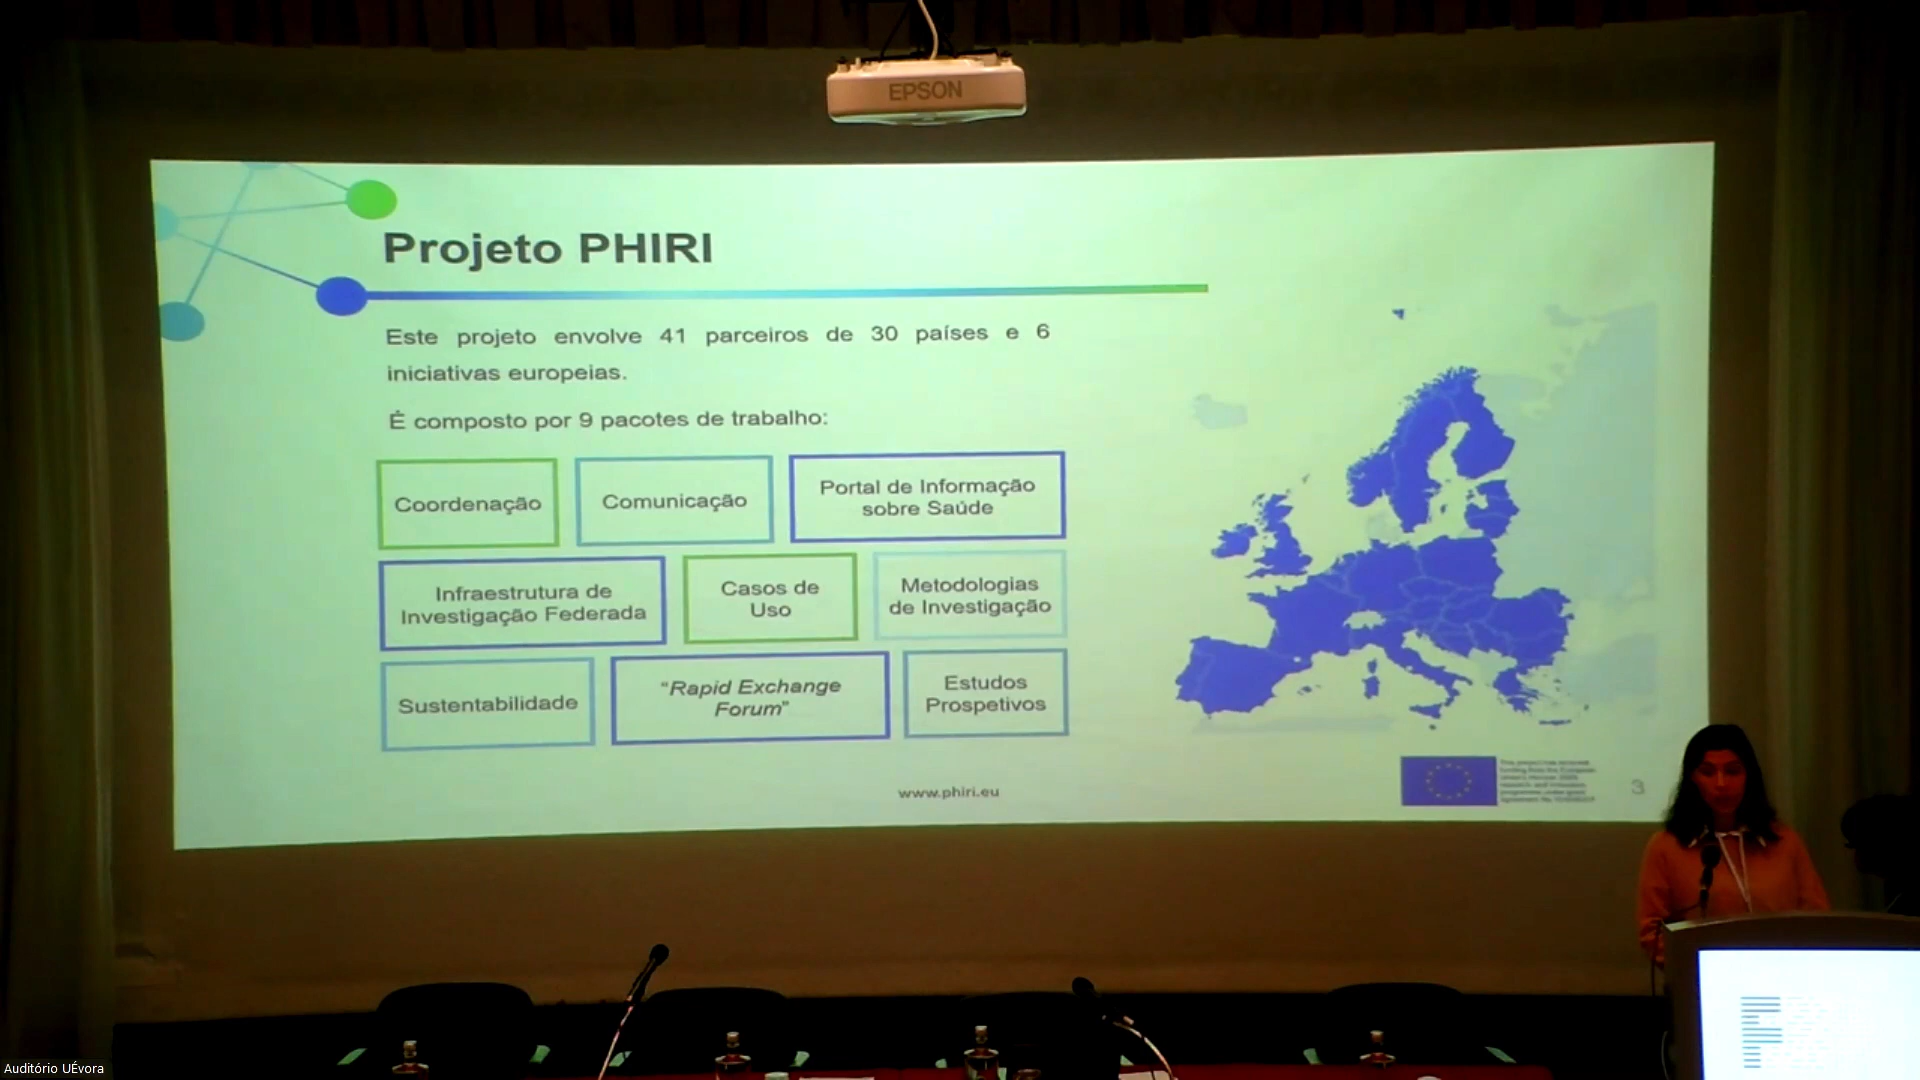 EPSON
Projeto PHIRI
Este projeto envolve 41 parceiros de 30 países e 6
iniciativas europeias.
É composto por 9 pacotes de trabalho:
Coordenação
Comunicação
Portal de Informação
sobre Saúde
Infraestrutura de
Investigação Federada
Casos de
Uso
Metodologias
de Investigação
Sustentabilidade
“Rapid Exchange
Forum”
Estudos
Prospetivos
www.phiri.eu
3
Auditório UÉvora